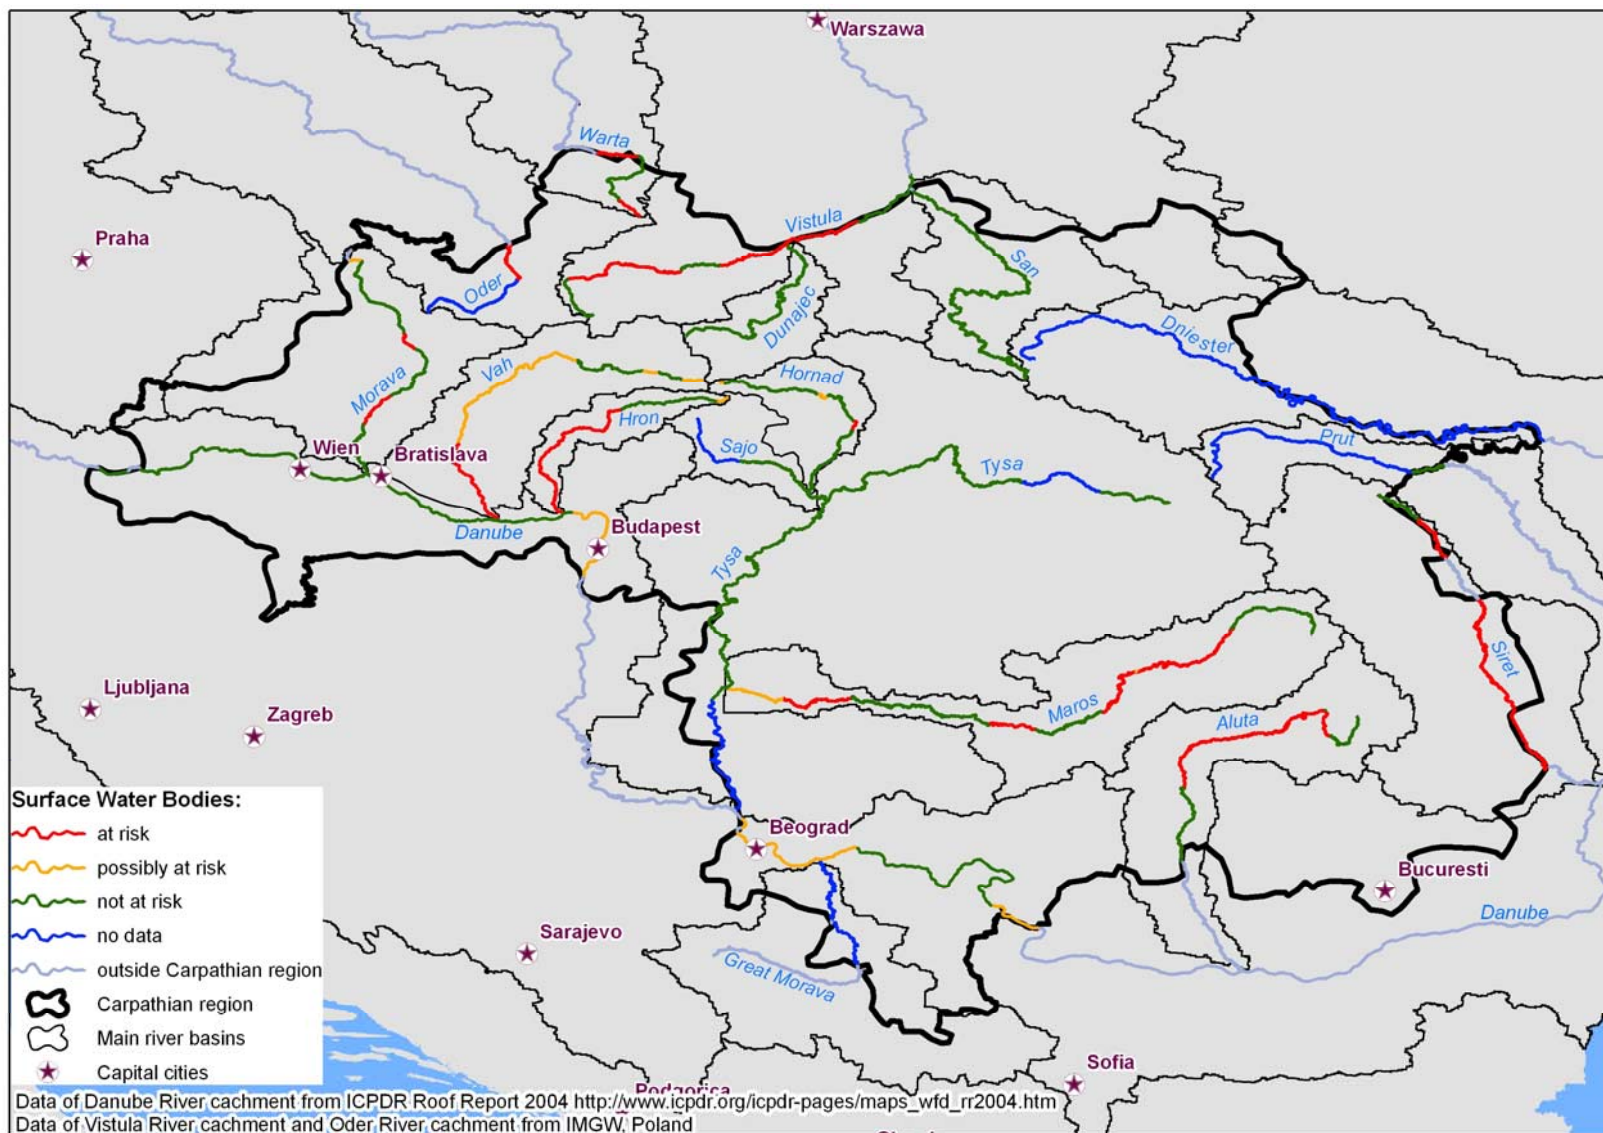 Warszawa
Warta
Praha
Vistula
Oder
San
Dunajec
Dniester
Vah
Hornad
Morava
Hron
Prut
Wien
Bratislava
Sajo
Tysa
Danube
Budapest
Tysa
Siret
Ljubljana
Maros
Zagreb
Aluta
Surface Water Bodies:
at risk
possibly at risk
not at risk
no data
outside Carpathian region
Carpathian region
Main river basins
Capital cities
Beograd
Bucuresti
Danube
Sarajevo
Great Morava
Sofia
Podgorica
Data of Danube River cachment from ICPDR Roof Report 2004 http://www.icpdr.org/icpdr-pages/maps_wfd_rr2004.htm
Data of Vistula River cachment and Oder River cachment from IMGW, Poland